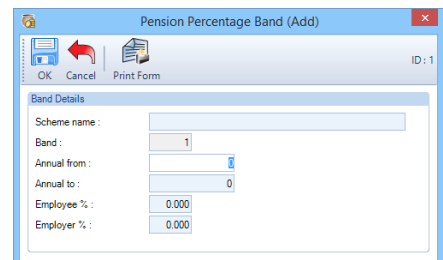 Pension Percentage Band (Add)
OK Cancel Print Form ID : 1
Band Details
Scheme name :
Band : 1
Annual from : 0
Annual to : 0
Employee % : 0.000
Employer % : 0.000